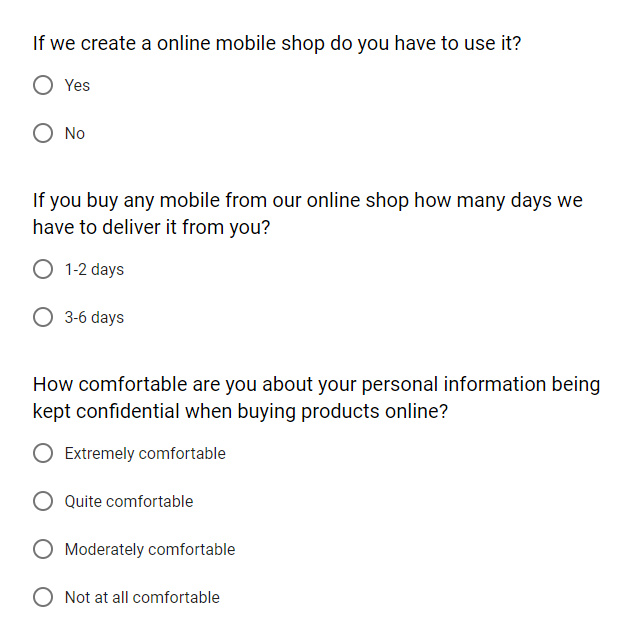 If we create a online mobile shop do you have to use it?
Yes
No
If you buy any mobile from our online shop how many days we
have to deliver it from you?
1-2 days
3-6 days
How comfortable are you about your personal information being
kept confidential when buying products online?
Extremely comfortable
Quite comfortable
Moderately comfortable
Not at all comfortable